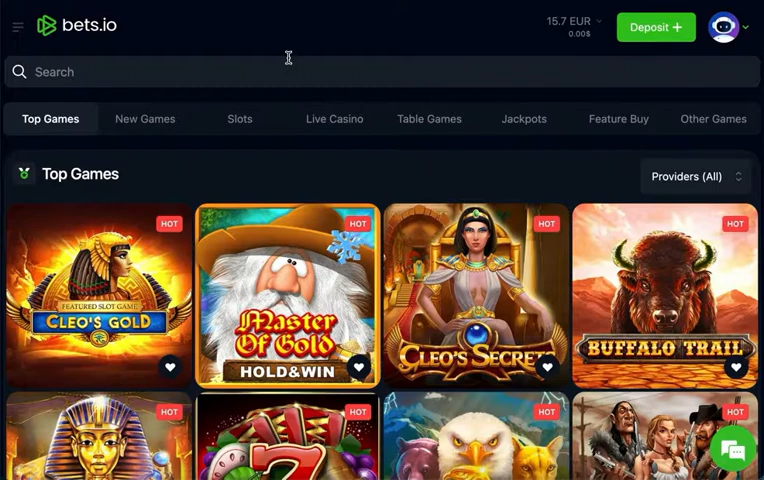 bets.io
15.7 EUR
0.00$
Deposit +
Search
Top Games
New Games
Slots
Live Casino
Table Games
Jackpots
Feature Buy
Other Games
Top Games
Providers (All)
HOT
HOT
HOT
HOT
FEATURED SLOT GAME
CLEO'S GOLD
Master
Of Gold
HOLD&WIN
CLEO'S SECRETS
BUFFALO TRAIL
HOT
HOT
HOT
HOT
7